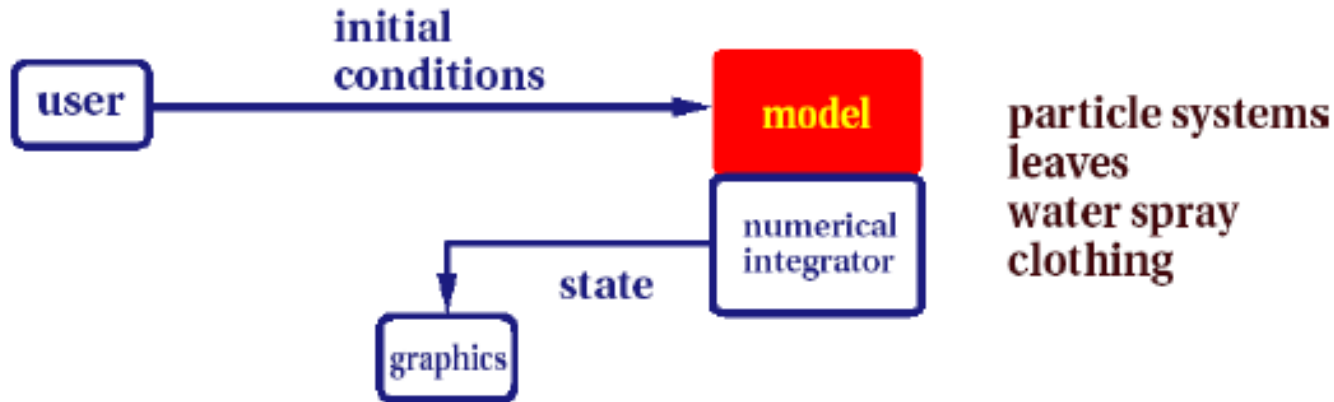 initial
conditions
user
model
particle systems
leaves
water spray
clothing
numerical
integrator
state
graphics